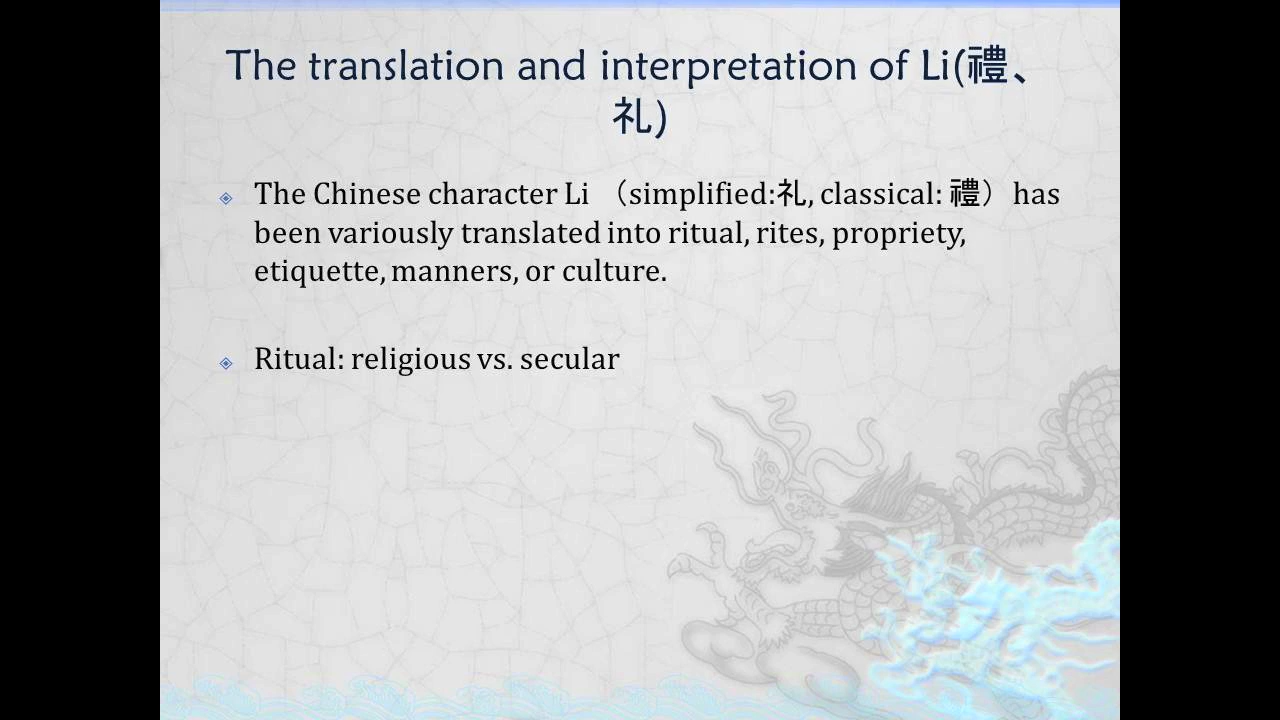 The translation and interpretation of Li(禮、
礼)
The Chinese character Li （simplified:礼, classical: 禮）has
been variously translated into ritual, rites, propriety,
etiquette, manners, or culture.
Ritual: religious vs. secular